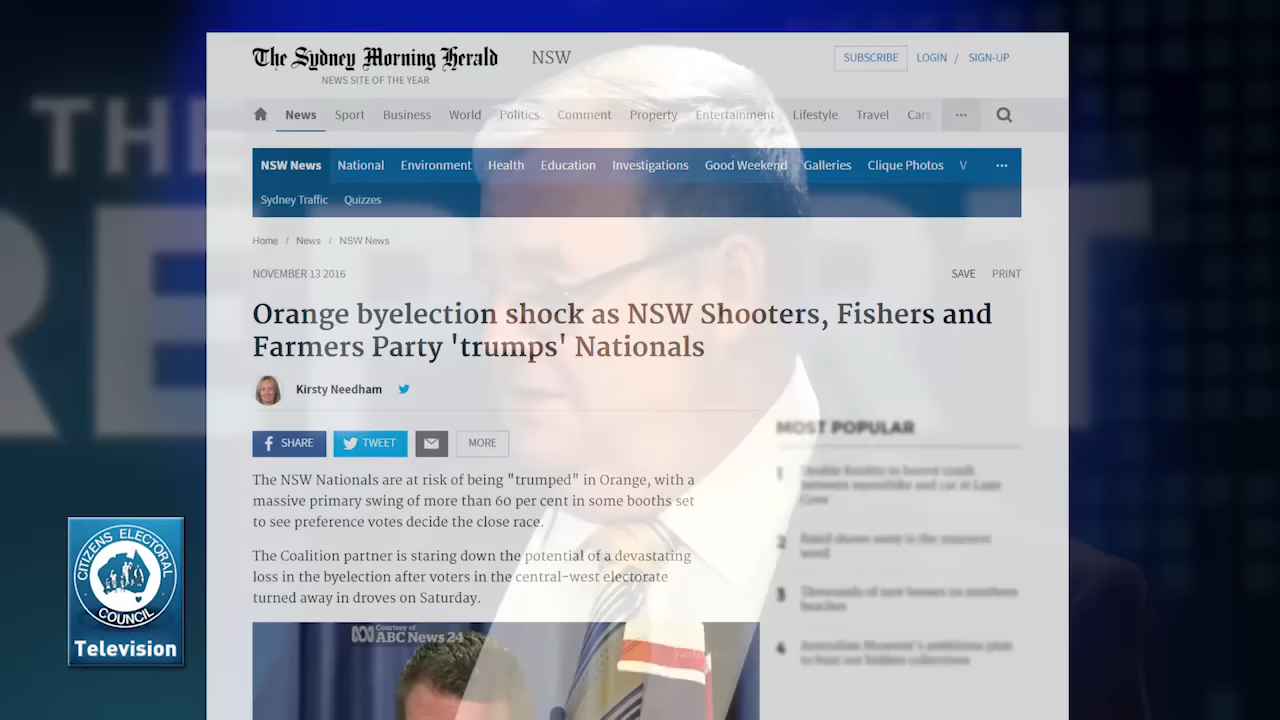 The Sydney Morning Herald
NSW
SUBSCRIBE
LOGIN / SIGN-UP
NEWS SITE OF THE YEAR
News Sport Business World Politics Comment Property Entertainment Lifestyle Travel Cars ...
NSW News National Environment Health Education Investigations Good Weekend Galleries Clique Photos V ...
Sydney Traffic Quizzes
Home / News / NSW News
NOVEMBER 13 2016
SAVE PRINT
Orange byelection shock as NSW Shooters, Fishers and
Farmers Party 'trumps' Nationals
Kirsty Needham
SHARE TWEET MORE
The NSW Nationals are at risk of being "trumped" in Orange, with a
massive primary swing of more than 60 per cent in some booths set
to see preference votes decide the close race.
The Coalition partner is staring down the potential of a devastating
loss in the byelection after voters in the central-west electorate
turned away in droves on Saturday.
Courtesy of
ABC News 24
MOST POPULAR
1
2
3
4
THE
CITIZENS ELECTORAL
COUNCIL
Television